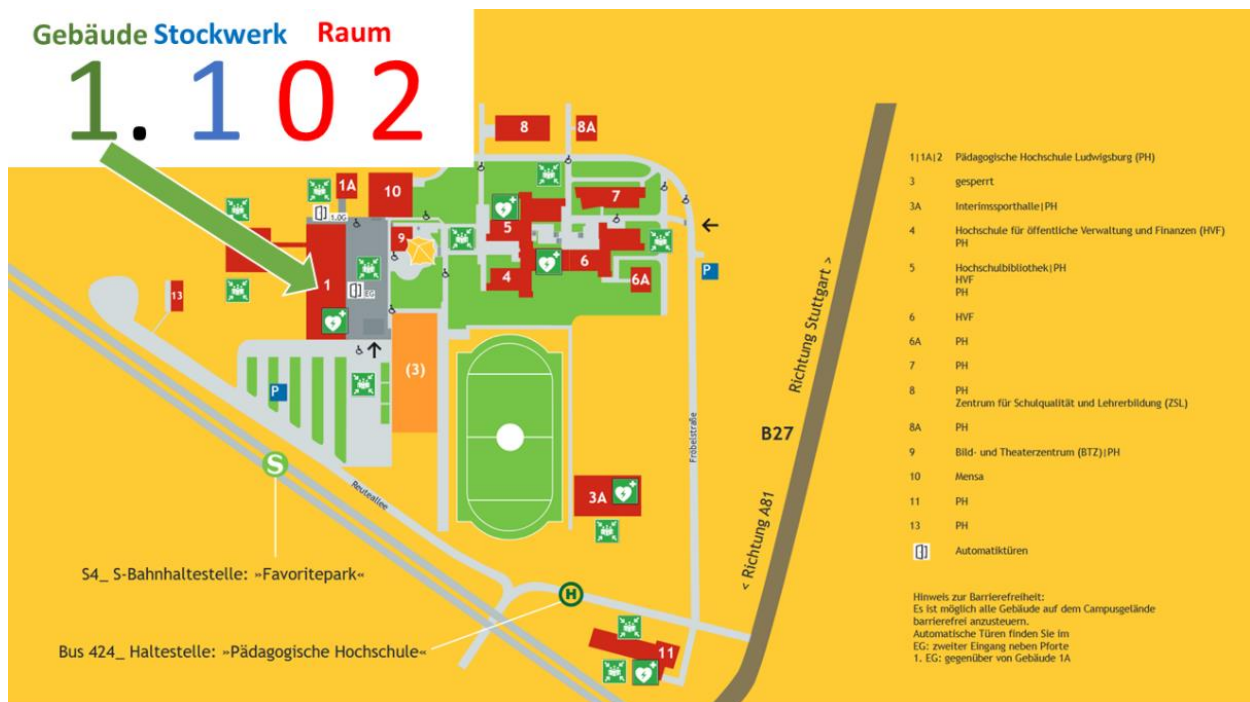 Gebäude Stockwerk Raum
1. 1 0 2
8
8A
1A
10
7
1.OG
5
9
1
4
6
6A
P
EG
13
(3)
P
Richtung Stuttgart >
B27
Fröbelstraße
S
Reuteallee
3A
< Richtung A81
S4_ S-Bahnhaltestelle: »Favoritepark«
H
Bus 424_ Haltestelle: »Pädagogische Hochschule«
11
1|1A|2 Pädagogische Hochschule Ludwigsburg (PH)
3 gesperrt
3A Interimssporthalle|PH
4 Hochschule für öffentliche Verwaltung und Finanzen (HVF)
PH
5 Hochschulbibliothek|PH
HVF
PH
6 HVF
6A PH
7 PH
8 PH
Zentrum für Schulqualität und Lehrerbildung (ZSL)
8A PH
9 Bild- und Theaterzentrum (BTZ)|PH
10 Mensa
11 PH
13 PH
Automatiktüren
Hinweis zur Barrierefreiheit:
Es ist möglich alle Gebäude auf dem Campusgelände
barrierefrei anzusteuern.
Automatische Türen finden Sie im
EG: zweiter Eingang neben Pforte
1. EG: gegenüber von Gebäude 1A